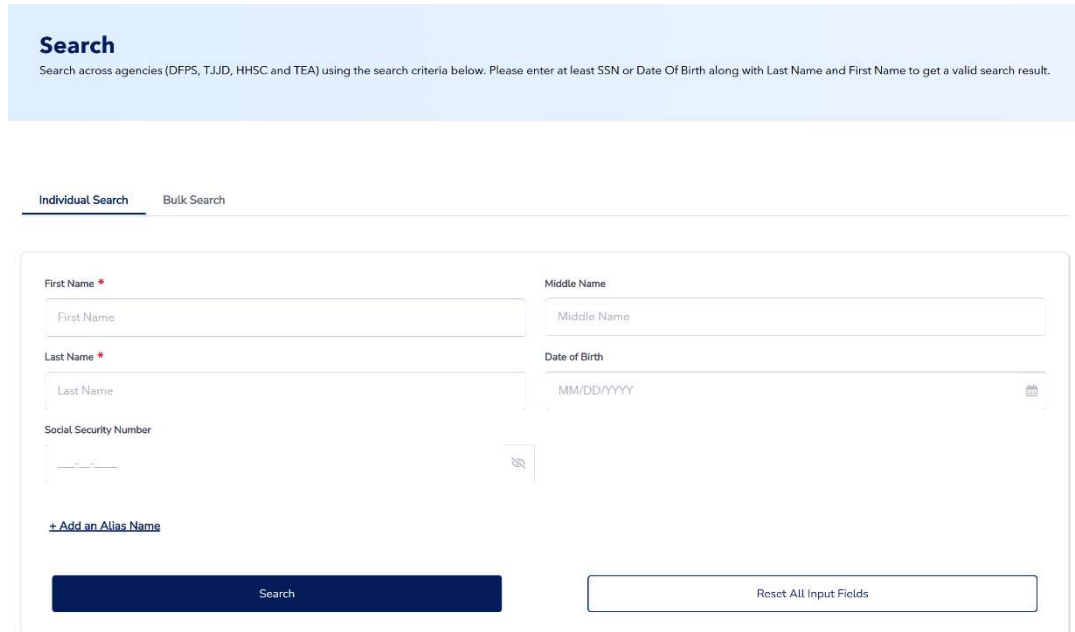 Search
Search across agencies (DFPS, TJJD, HHSC and TEA) using the search criteria below. Please enter at least SSN or Date Of Birth along with Last Name and First Name to get a valid search result.
Individual Search Bulk Search
First Name * Middle Name
First Name Middle Name
Last Name * Date of Birth
Last Name MM/DD/YYYY
Social Security Number
___-__-____
+ Add an Alias Name
Search Reset All Input Fields